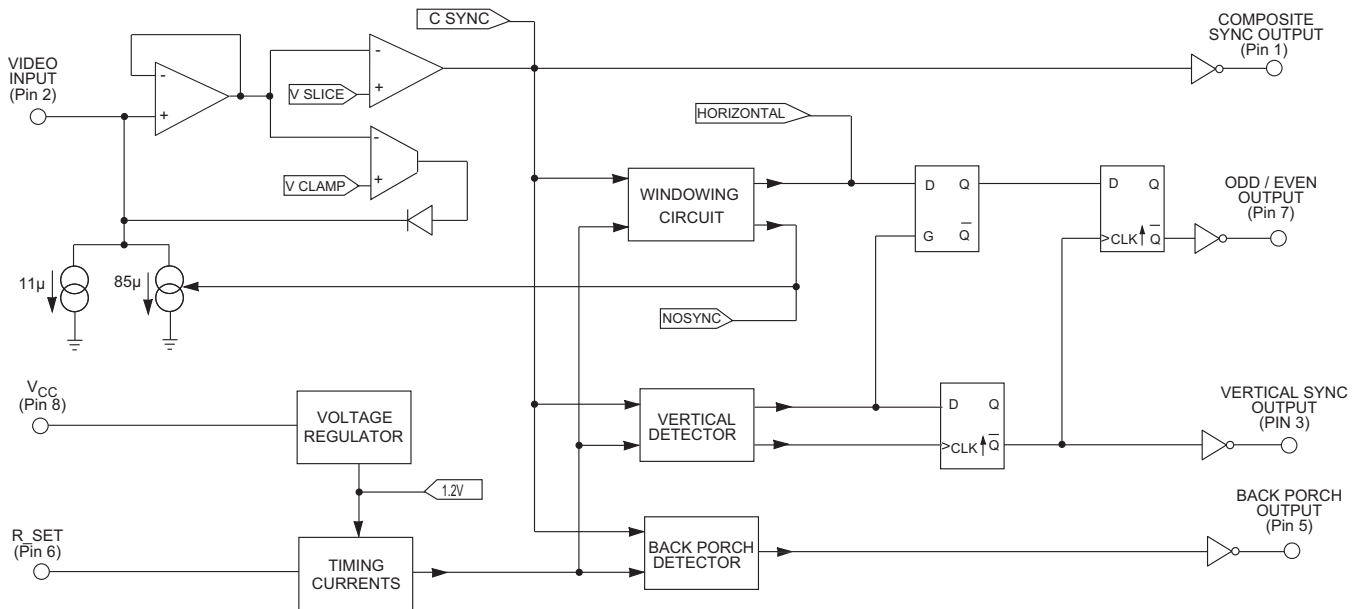 C SYNC
COMPOSITE
SYNC OUTPUT
(Pin 1)
VIDEO
INPUT
(Pin 2)
-
+
-
+
V SLICE
-
+
V CLAMP
HORIZONTAL
WINDOWING
CIRCUIT
D Q
G Q
D Q
>CLK Q
ODD / EVEN
OUTPUT
(Pin 7)
11µ
85µ
NOSYNC
VCC
(Pin 8)
VOLTAGE
REGULATOR
VERTICAL
DETECTOR
D Q
>CLK Q
VERTICAL SYNC
OUTPUT
(PIN 3)
1.2V
R_SET
(Pin 6)
TIMING
CURRENTS
BACK PORCH
DETECTOR
BACK PORCH
OUTPUT
(Pin 5)